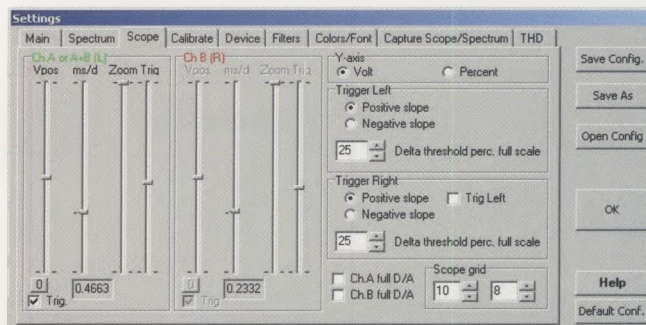 Settings
Main Spectrum Scope Calibrate Device Filters Colors/Font Capture Scope/Spectrum THD
Ch.A or A+B (L)
Vpos ms/d Zoom Trig
0 0.4663
Trig.
Ch B (R)
Vpos ms/d Zoom Trig
0 0.2332
Trig
Y-axis
Volt Percent
Trigger Left
Positive slope
Negative slope
25 Delta threshold perc. full scale
Trigger Right
Positive slope Trig Left
Negative slope
25 Delta threshold perc. full scale
Ch.A full D/A
Ch.B full D/A
Scope grid
10 8
Save Config.
Save As
Open Config
OK
Help
Default Conf.